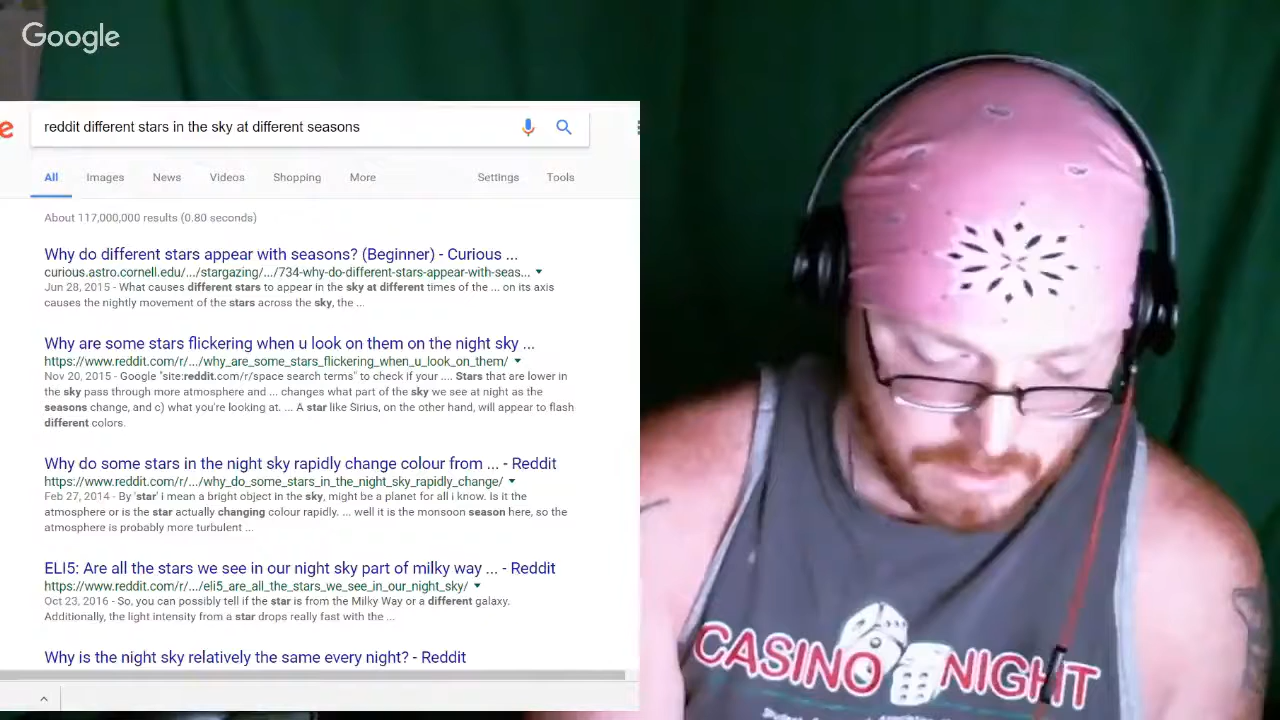 Google
e reddit different stars in the sky at different seasons
All Images News Videos Shopping More Settings Tools
About 117,000,000 results (0.80 seconds)
Why do different stars appear with seasons? (Beginner) - Curious ...
curious.astro.cornell.edu/.../stargazing/.../734-why-do-different-stars-appear-with-seas...
Jun 28, 2015 - What causes different stars to appear in the sky at different times of the ... on its axis
causes the nightly movement of the stars across the sky, the ...
Why are some stars flickering when u look on them on the night sky ...
https://www.reddit.com/r/.../why_are_some_stars_flickering_when_u_look_on_them/
Nov 20, 2015 - Google "site:reddit.com/r/space search terms" to check if your .... Stars that are lower in
the sky pass through more atmosphere and ... changes what part of the sky we see at night as the
seasons change, and c) what you're looking at. ... A star like Sirius, on the other hand, will appear to flash
different colors.
Why do some stars in the night sky rapidly change colour from ... - Reddit
https://www.reddit.com/r/.../why_do_some_stars_in_the_night_sky_rapidly_change/
Feb 27, 2014 - By 'star' i mean a bright object in the sky, might be a planet for all i know. Is it the
atmosphere or is the star actually changing colour rapidly. ... well it is the monsoon season here, so the
atmosphere is probably more turbulent ...
ELI5: Are all the stars we see in our night sky part of milky way ... - Reddit
https://www.reddit.com/r/.../eli5_are_all_the_stars_we_see_in_our_night_sky/
Oct 23, 2016 - So, you can possibly tell if the star is from the Milky Way or a different galaxy.
Additionally, the light intensity from a star drops really fast with the ...
Why is the night sky relatively the same every night? - Reddit
CASINO NIGHT